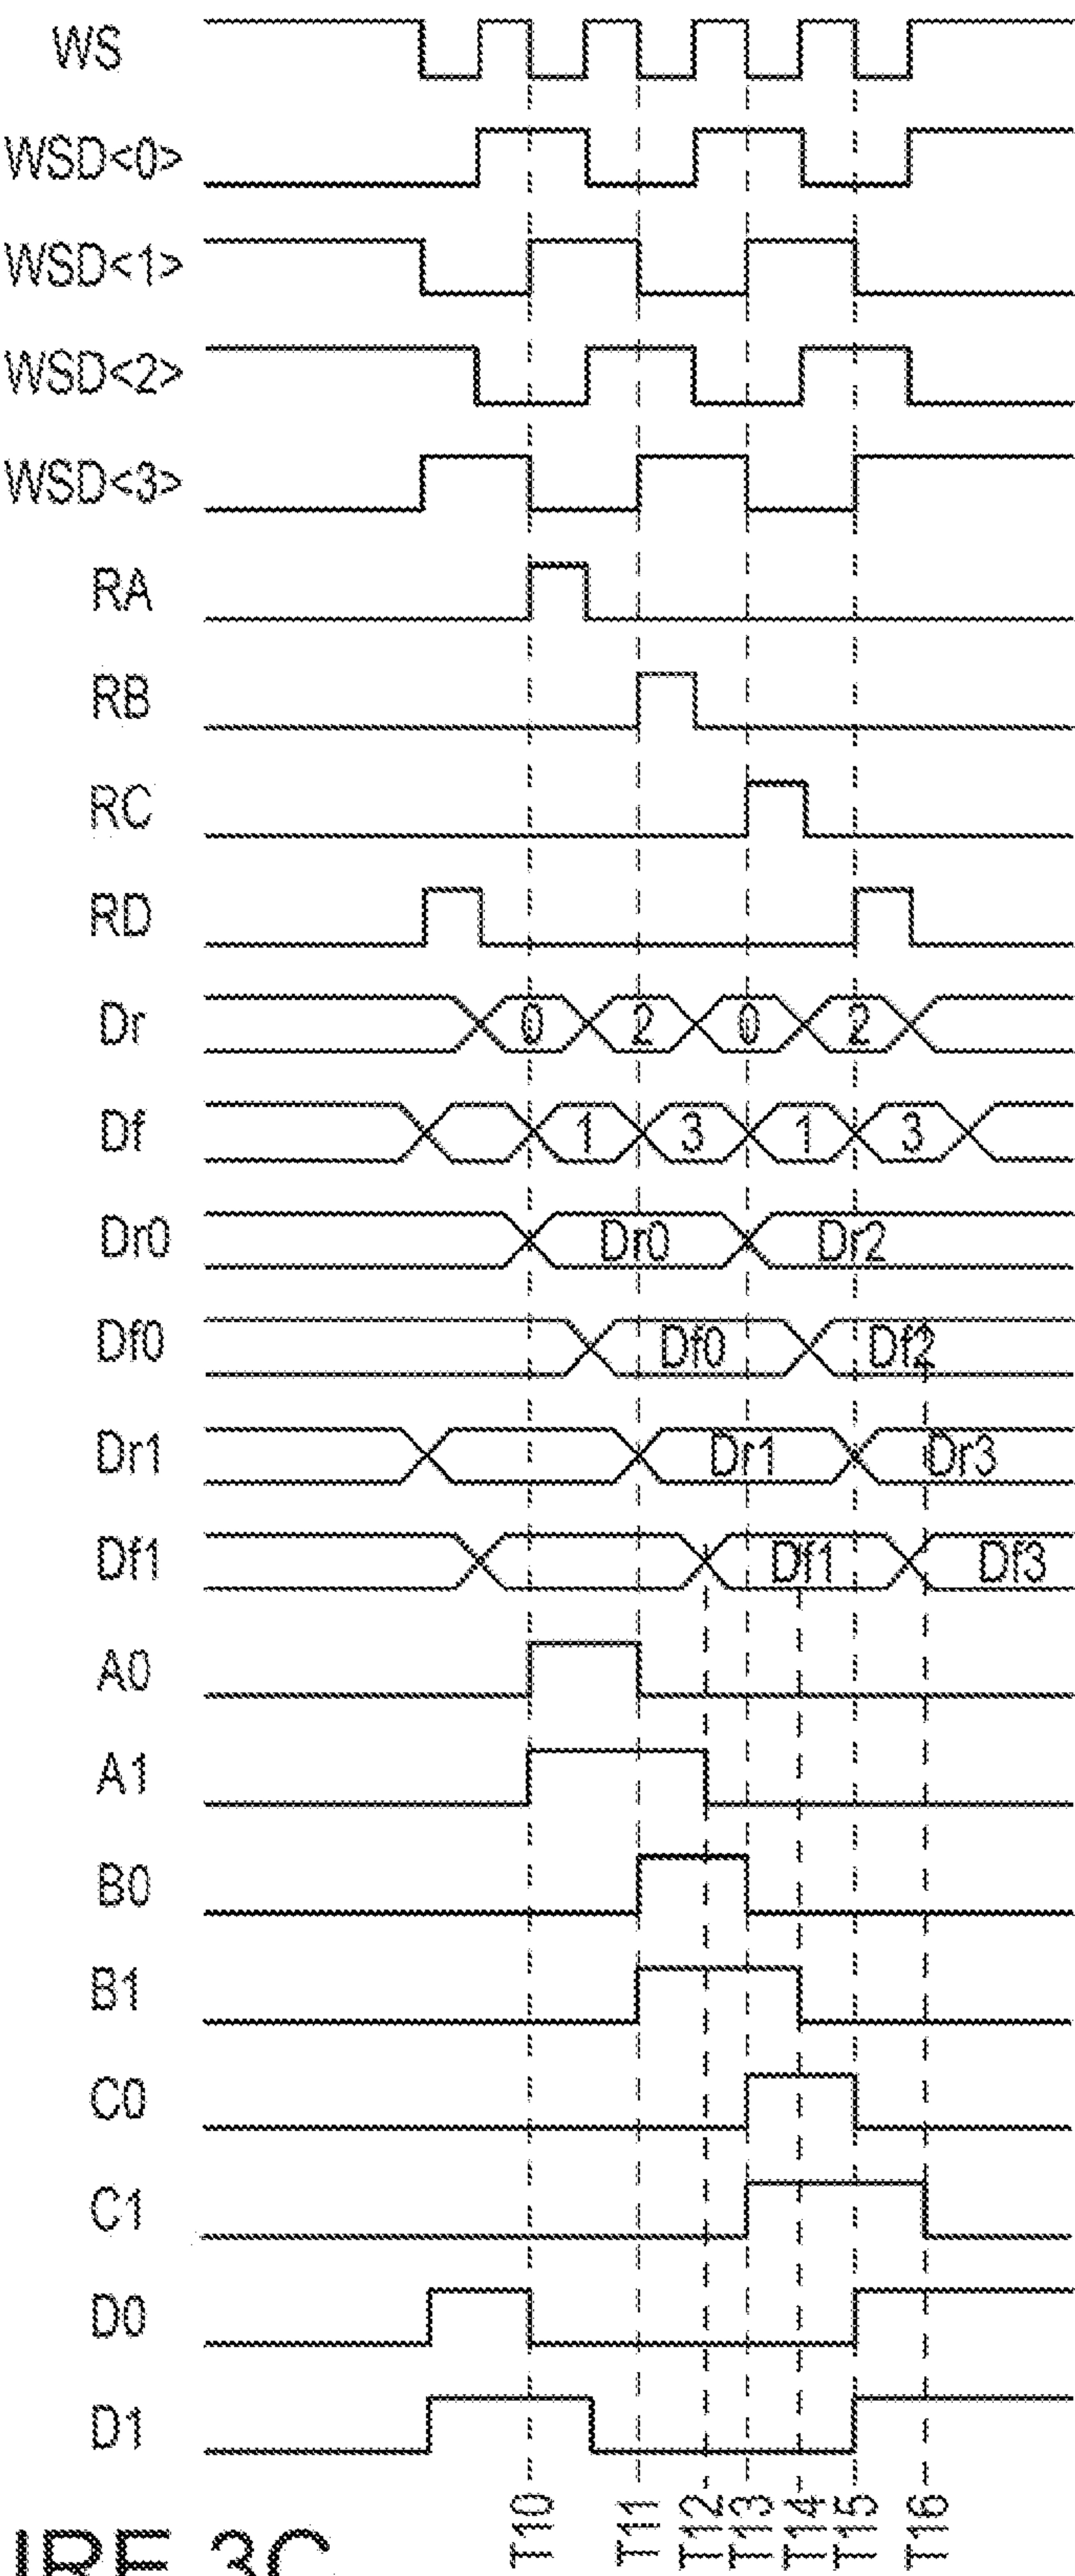 WS
WSD<0>
WSD<1>
WSD<2>
WSD<3>
RA
RB
RC
RD
Dr 0 2 0 2
Df 1 3 1 3
Dr0 Dr0 Dr2
Df0 Df0 Df2
Dr1 Dr1 Dr3
Df1 Df1 Df3
A0
A1
B0
B1
C0
C1
D0
D1
T10 T11 T12 T13 T14 T15 T16
URE 3C